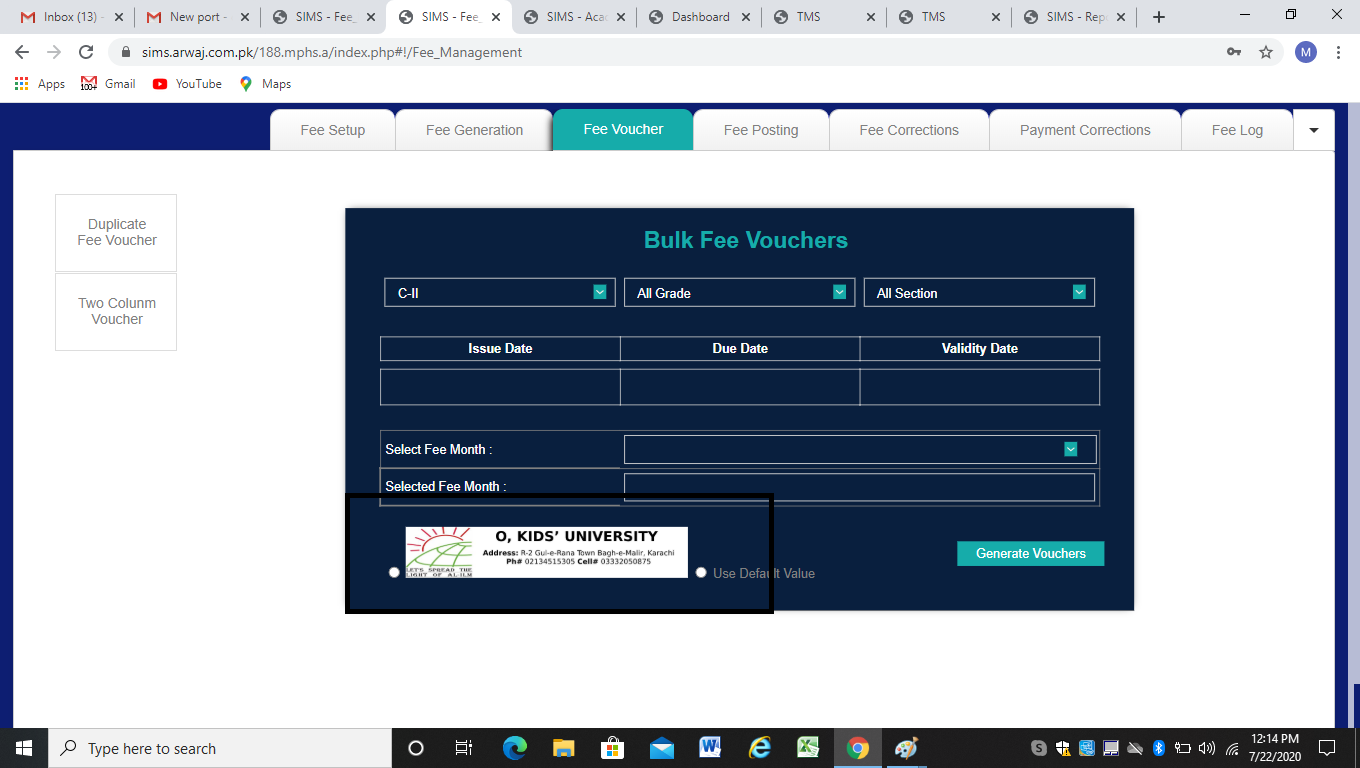 Inbox (13) -
New port -
SIMS - Fee_
SIMS - Fee_
SIMS - Aca
Dashboard
TMS
TMS
SIMS - Rep
sims.arwaj.com.pk/188.mphs.a/index.php#!/Fee_Management
M
Apps
100+
Gmail
YouTube
Maps
Fee Setup
Fee Generation
Fee Voucher
Fee Posting
Fee Corrections
Payment Corrections
Fee Log
Duplicate
Fee Voucher
Two Colunm
Voucher
Bulk Fee Vouchers
C-II
All Grade
All Section
Issue Date
Due Date
Validity Date
Select Fee Month :
Selected Fee Month :
O, KIDS' UNIVERSITY
Address: R-2 Gul-e-Rana Town Bagh-e-Malir, Karachi
Ph# 02134515305 Cell# 03332050875
LET'S SPREAD THE
LIGHT OF AL-ILM
Use Default Value
Generate Vouchers
Type here to search
12:14 PM
7/22/2020